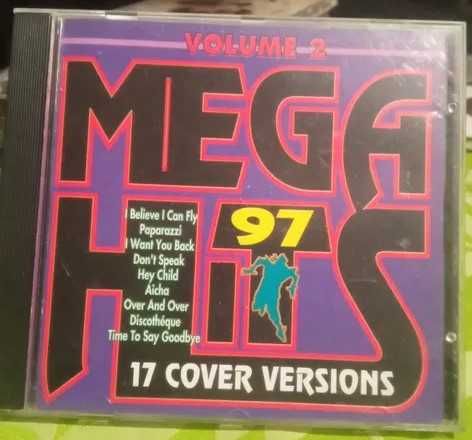 VOLUME 2
MEGA
HITS
97
I Believe I Can Fly
Paparazzi
I Want You Back
Don't Speak
Hey Child
Aicha
Over And Over
Discothéque
Time To Say Goodbye
17 COVER VERSIONS